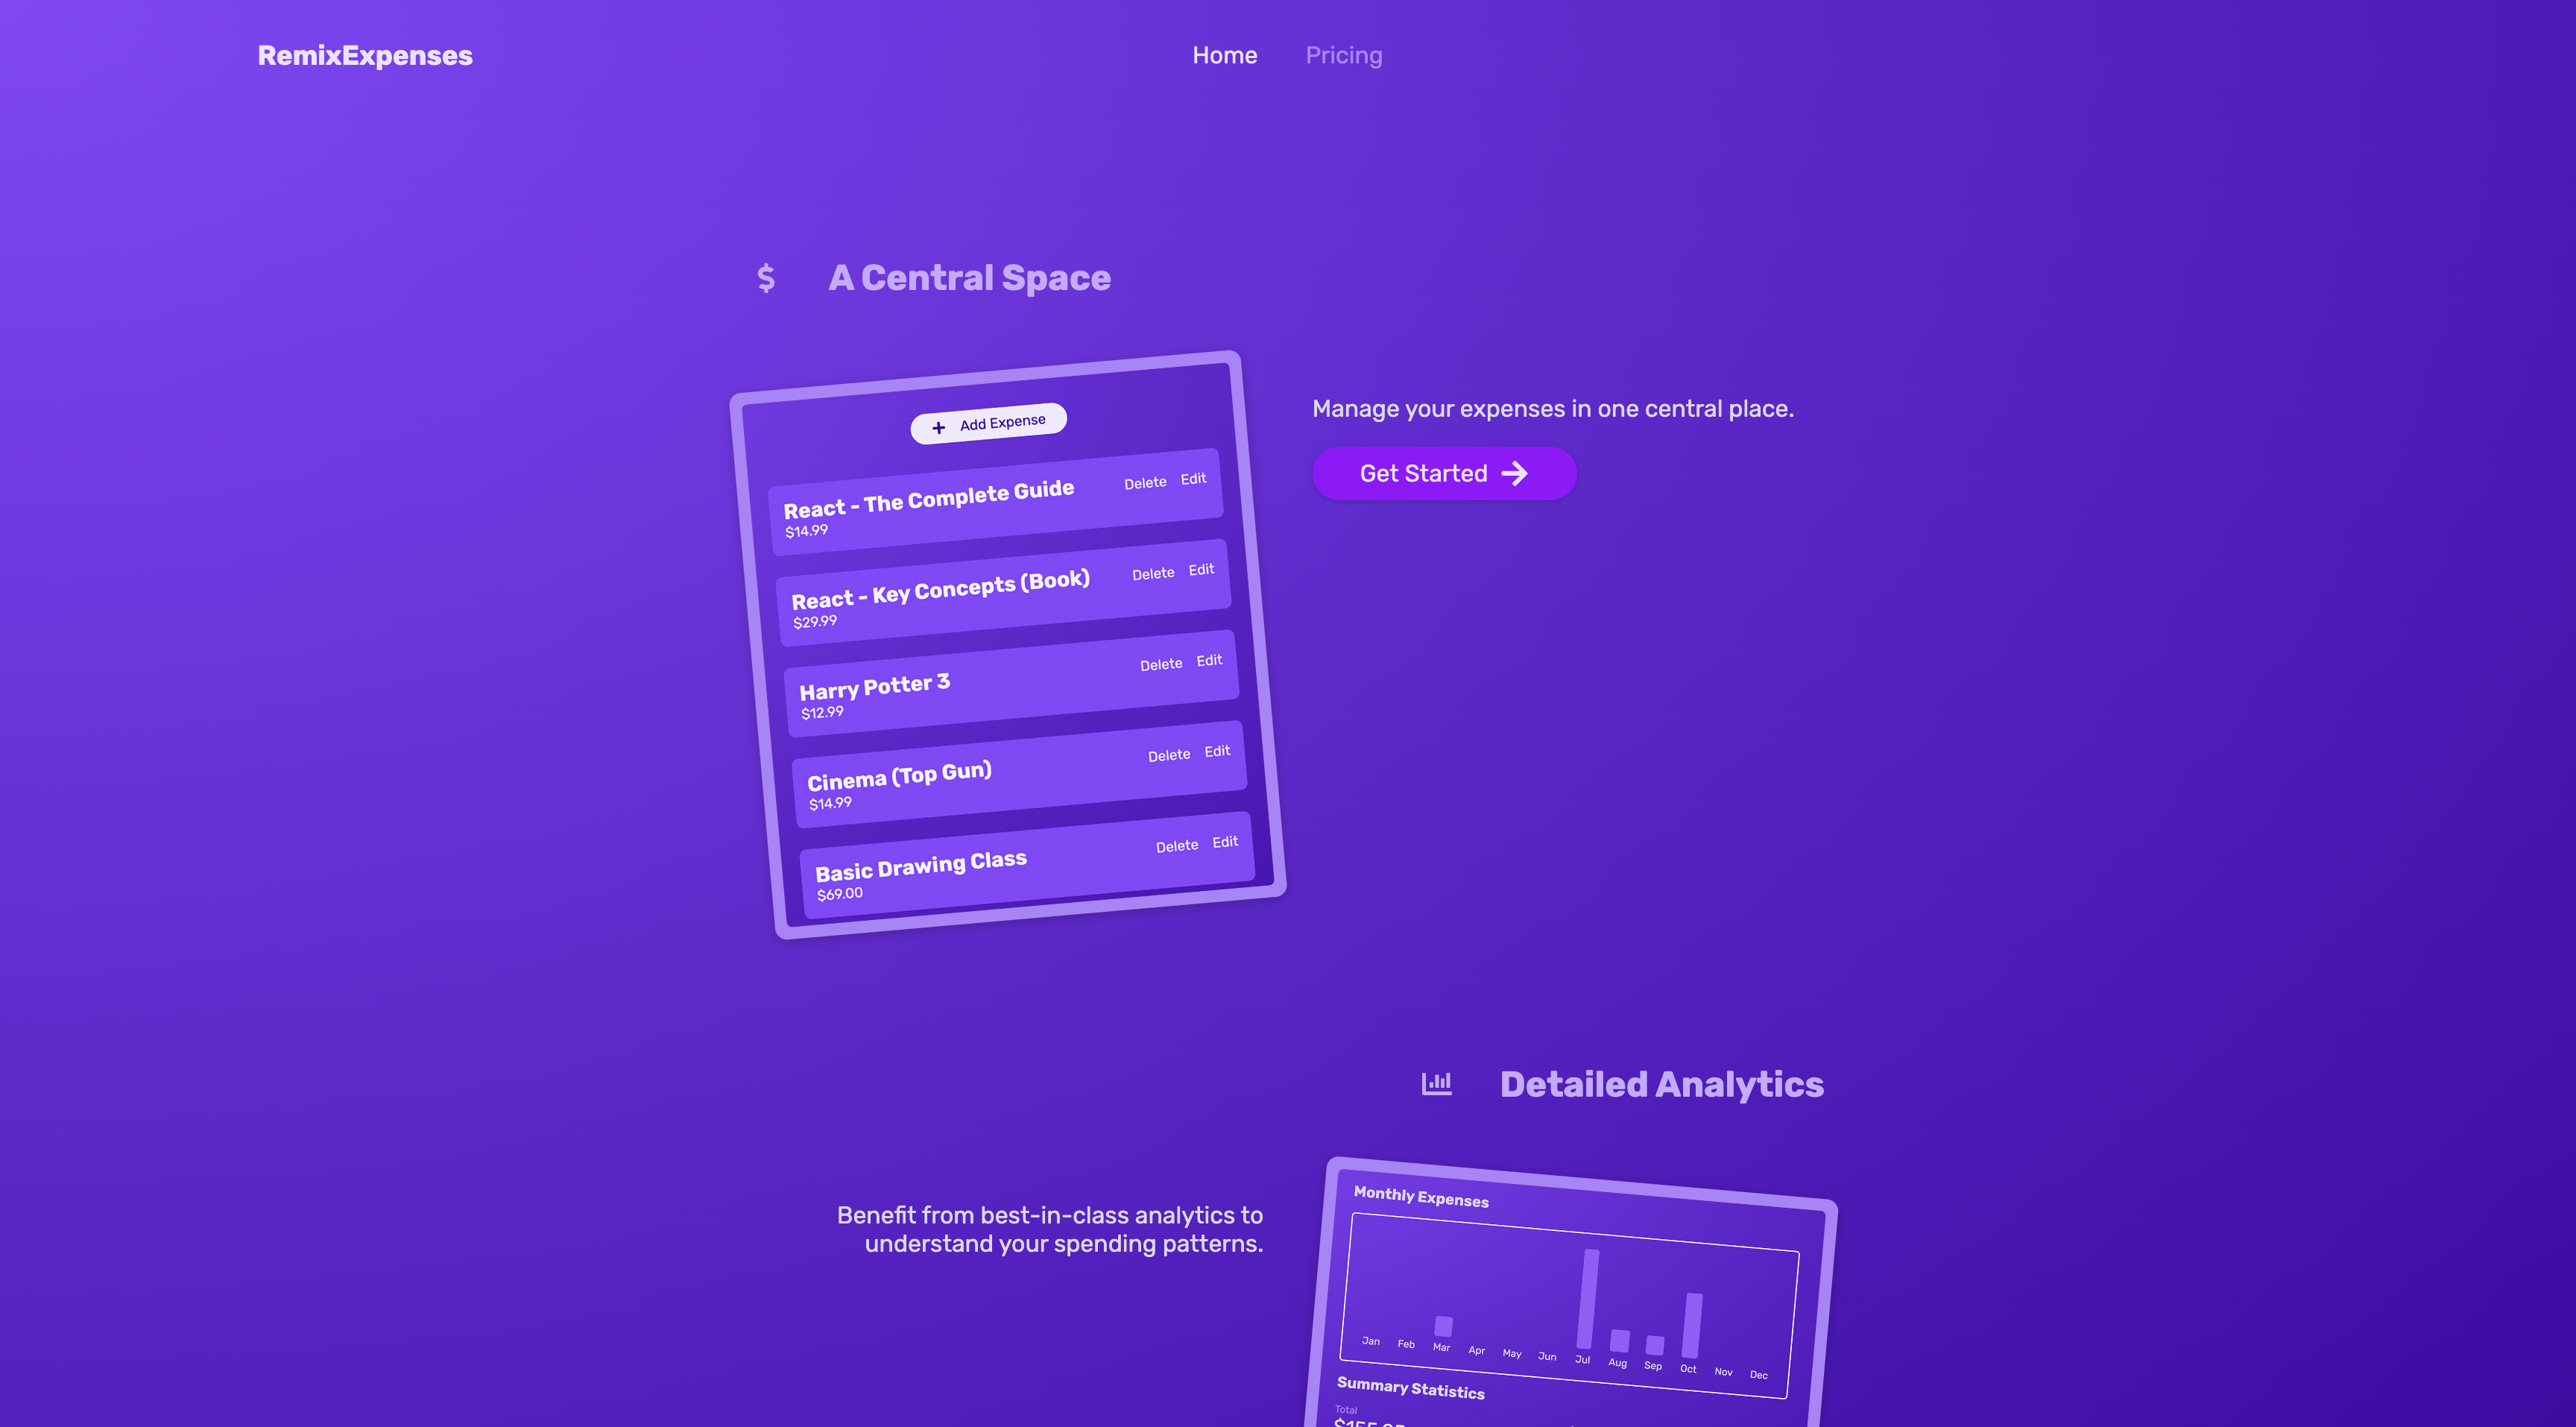 RemixExpenses
Home Pricing
$ A Central Space
+ Add Expense
React - The Complete Guide
$14.99
Delete Edit
React - Key Concepts (Book)
$29.99
Delete Edit
Harry Potter 3
$12.99
Delete Edit
Cinema (Top Gun)
$14.99
Delete Edit
Basic Drawing Class
$69.00
Delete Edit
Manage your expenses in one central place.
Get Started
Detailed Analytics
Benefit from best-in-class analytics to
understand your spending patterns.
Monthly Expenses
Jan Feb Mar Apr May Jun Jul Aug Sep Oct Nov Dec
Summary Statistics
Total